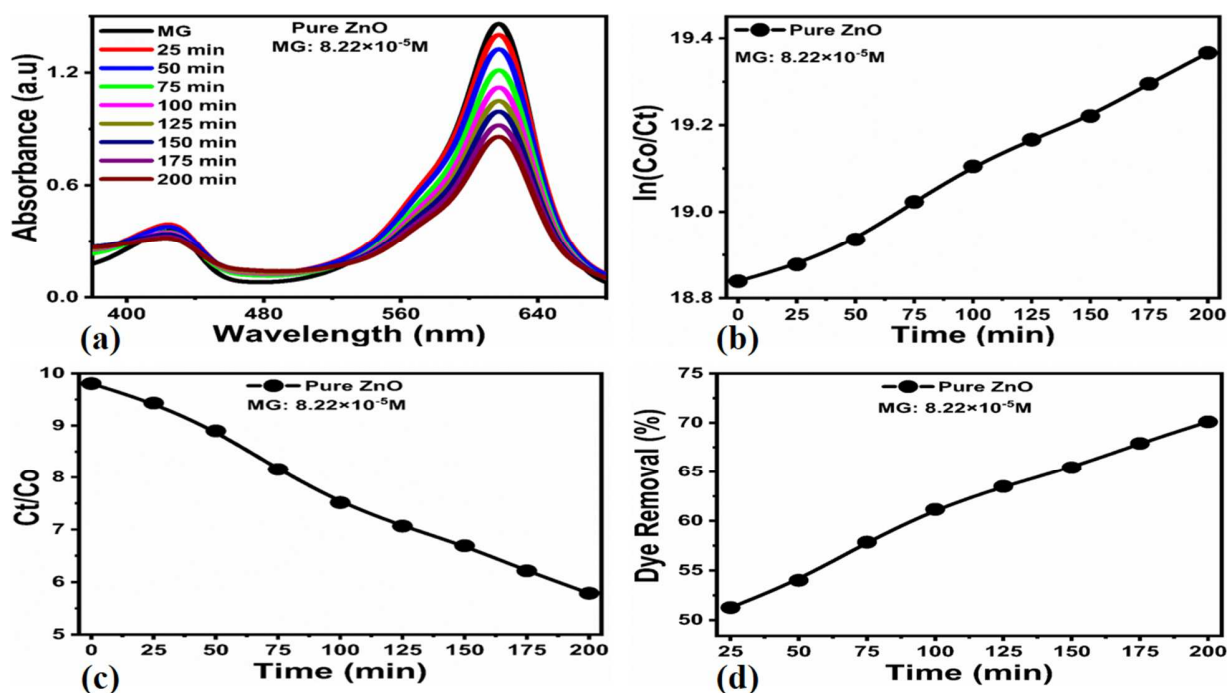 MG
25 min
50 min
75 min
100 min
125 min
150 min
175 min
200 min
Pure ZnO
MG: 8.22×10⁻⁵M
Absorbance (a.u)
1.2
0.6
0.0
400 480 560 640
Wavelength (nm)
(a)
Pure ZnO
MG: 8.22×10⁻⁵M
ln(Co/Ct)
19.4
19.2
19.0
18.8
0 25 50 75 100 125 150 175 200
Time (min)
(b)
Pure ZnO
MG: 8.22×10⁻⁵M
Ct/Co
10
9
8
7
6
5
0 25 50 75 100 125 150 175 200
Time (min)
(c)
Pure ZnO
MG: 8.22×10⁻⁵M
Dye Removal (%)
75
70
65
60
55
50
25 50 75 100 125 150 175 200
Time (min)
(d)